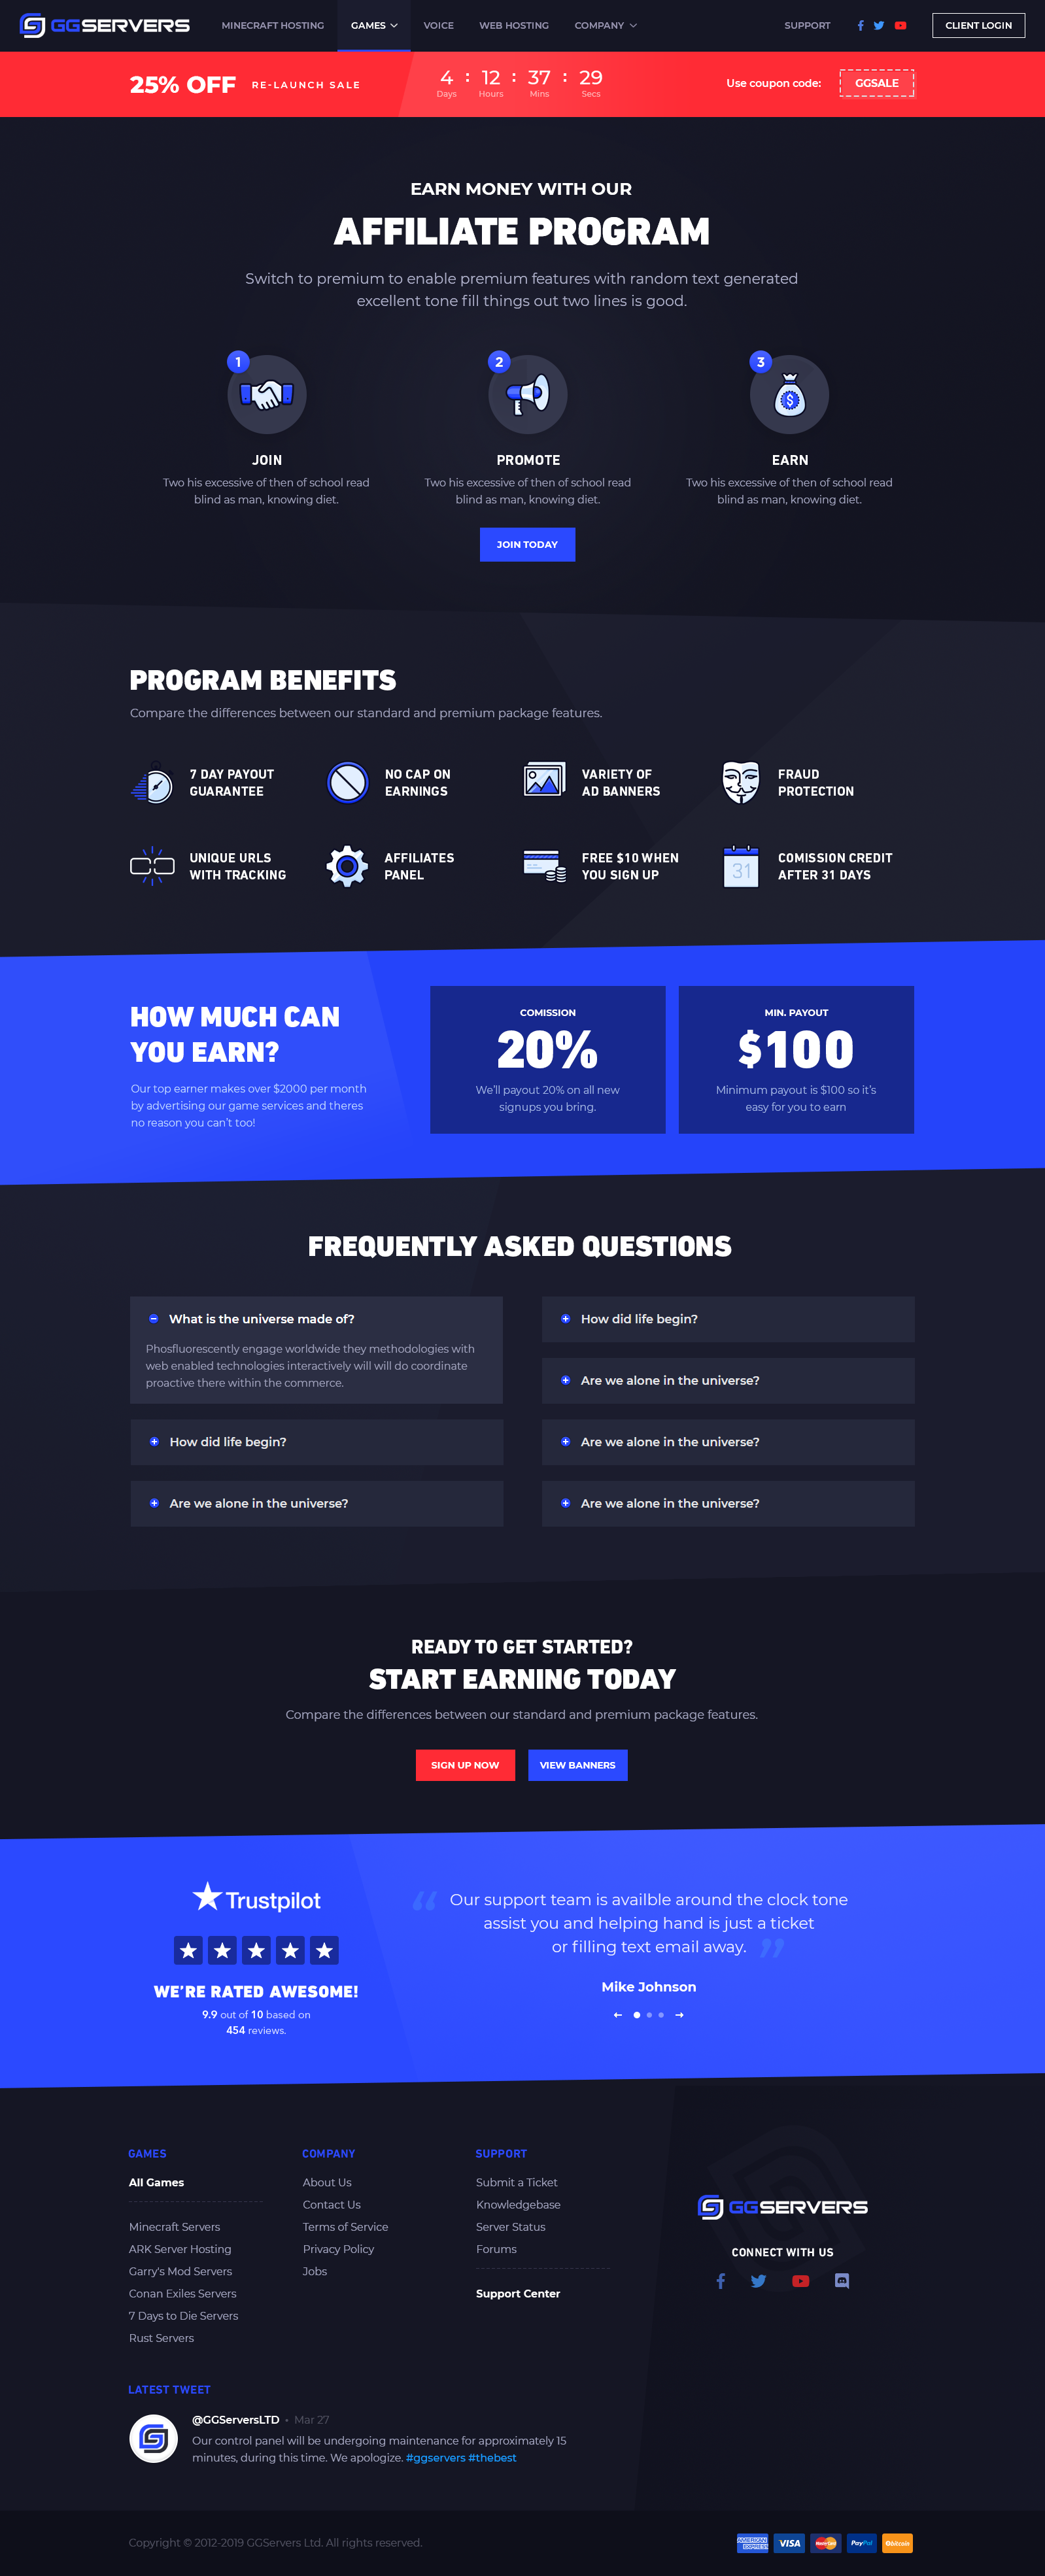 GGSERVERS MINECRAFT HOSTING GAMES VOICE WEB HOSTING COMPANY SUPPORT CLIENT LOGIN
25% OFF RE-LAUNCH SALE 4 : 12 : 37 : 29 Use coupon code: GGSALE
Days Hours Mins Secs
EARN MONEY WITH OUR
AFFILIATE PROGRAM
Switch to premium to enable premium features with random text generated
excellent tone fill things out two lines is good.
1 2 3
JOIN PROMOTE EARN
Two his excessive of then of school read Two his excessive of then of school read Two his excessive of then of school read
blind as man, knowing diet. blind as man, knowing diet. blind as man, knowing diet.
JOIN TODAY
PROGRAM BENEFITS
Compare the differences between our standard and premium package features.
7 DAY PAYOUT
GUARANTEE
NO CAP ON
EARNINGS
VARIETY OF
AD BANNERS
FRAUD
PROTECTION
UNIQUE URLS
WITH TRACKING
AFFILIATES
PANEL
FREE $10 WHEN
YOU SIGN UP
31
COMISSION CREDIT
AFTER 31 DAYS
HOW MUCH CAN
YOU EARN?
Our top earner makes over $2000 per month
by advertising our game services and theres
no reason you can't too!
COMISSION
20%
We'll payout 20% on all new
signups you bring.
MIN. PAYOUT
$100
Minimum payout is $100 so it's
easy for you to earn
FREQUENTLY ASKED QUESTIONS
What is the universe made of?
Phosfluorescently engage worldwide they methodologies with
web enabled technologies interactively will will do coordinate
proactive there within the commerce.
How did life begin?
Are we alone in the universe?
How did life begin?
Are we alone in the universe?
Are we alone in the universe?
Are we alone in the universe?
READY TO GET STARTED?
START EARNING TODAY
Compare the differences between our standard and premium package features.
SIGN UP NOW VIEW BANNERS
Trustpilot
WE'RE RATED AWESOME!
9.9 out of 10 based on
454 reviews.
“ Our support team is availble around the clock tone
assist you and helping hand is just a ticket
or filling text email away. ”
Mike Johnson
GAMES
All Games
Minecraft Servers
ARK Server Hosting
Garry's Mod Servers
Conan Exiles Servers
7 Days to Die Servers
Rust Servers
COMPANY
About Us
Contact Us
Terms of Service
Privacy Policy
Jobs
SUPPORT
Submit a Ticket
Knowledgebase
Server Status
Forums
Support Center
GGSERVERS
CONNECT WITH US
LATEST TWEET
@GGServersLTD • Mar 27
Our control panel will be undergoing maintenance for approximately 15
minutes, during this time. We apologize. #ggservers #thebest
Copyright © 2012-2019 GGServers Ltd. All rights reserved.
AMERICAN EXPRESS VISA MasterCard PayPal bitcoin